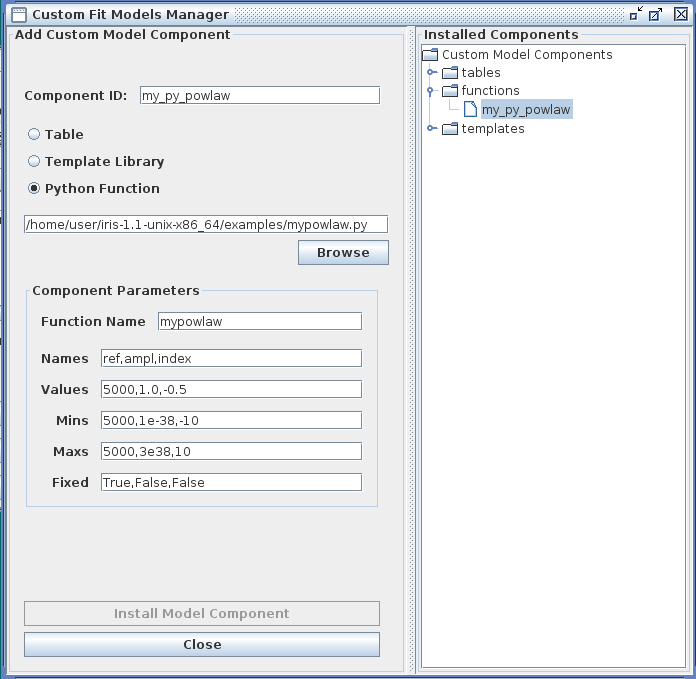 Custom Fit Models Manager
Add Custom Model Component
Component ID: my_py_powlaw
Table
Template Library
Python Function
/home/user/iris-1.1-unix-x86_64/examples/mypowlaw.py
Browse
Component Parameters
Function Name mypowlaw
Names ref,ampl,index
Values 5000,1.0,-0.5
Mins 5000,1e-38,-10
Maxs 5000,3e38,10
Fixed True,False,False
Install Model Component
Close
Installed Components
Custom Model Components
tables
functions
my_py_powlaw
templates